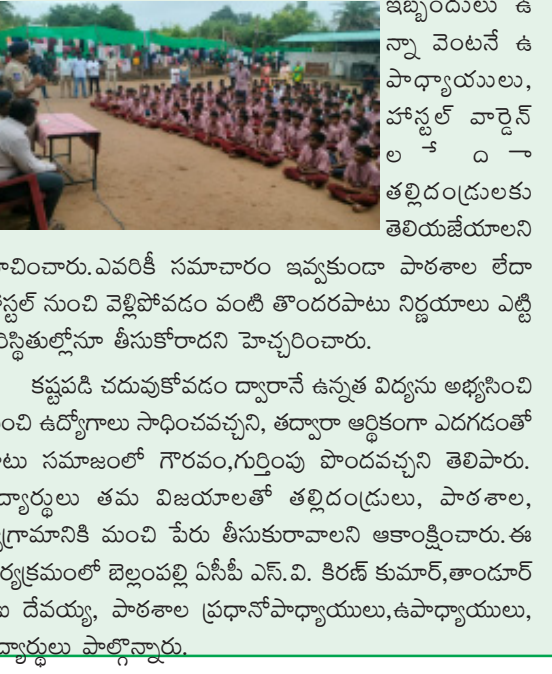 ఇబ్బందులు ఉ
న్నా వెంటనే ఉ
పాధ్యాయులు,
హాస్టల్ వార్డెన్
ల ే ద ా
తల్లిదండ్రులకు
తెలియజేయాలని
ాచించారు.ఎవరికీ సమాచారం ఇవ్వకుండా పాఠశాల లేదా
స్టల్ నుంచి వెళ్లిపోవడం వంటి తొందరపాటు నిర్ణయాలు ఎట్టి
రిస్థితుల్లోనూ తీసుకోరాదని హెచ్చరించారు.
కష్టపడి చదువుకోవడం ద్వారానే ఉన్నత విద్యను అభ్యసించి
ంచి ఉద్యోగాలు సాధించవచ్చని, తద్వారా ఆర్థికంగా ఎదగడంతో
టు సమాజంలో గౌరవం,గుర్తింపు పొందవచ్చని తెలిపారు.
ద్యార్థులు తమ విజయాలతో తల్లిదండ్రులు, పాఠశాల,
గ్రామానికి మంచి పేరు తీసుకురావాలని ఆకాంక్షించారు.ఈ
ర్యక్రమంలో బెల్లంపల్లి ఏసీపీ ఎస్.వి. కిరణ్ కుమార్,తాండూర్
ఐ దేవయ్య, పాఠశాల ప్రధానోపాధ్యాయులు,ఉపాధ్యాయులు,
ద్యార్థులు పాల్గొన్నారు.